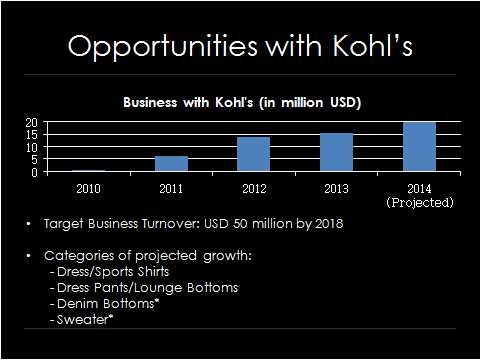 Opportunities with Kohl's
Business with Kohl's (in million USD)
20
15
10
5
0
2010 2011 2012 2013 2014
(Projected)
• Target Business Turnover: USD 50 million by 2018
• Categories of projected growth:
- Dress/Sports Shirts
- Dress Pants/Lounge Bottoms
- Denim Bottoms*
- Sweater*